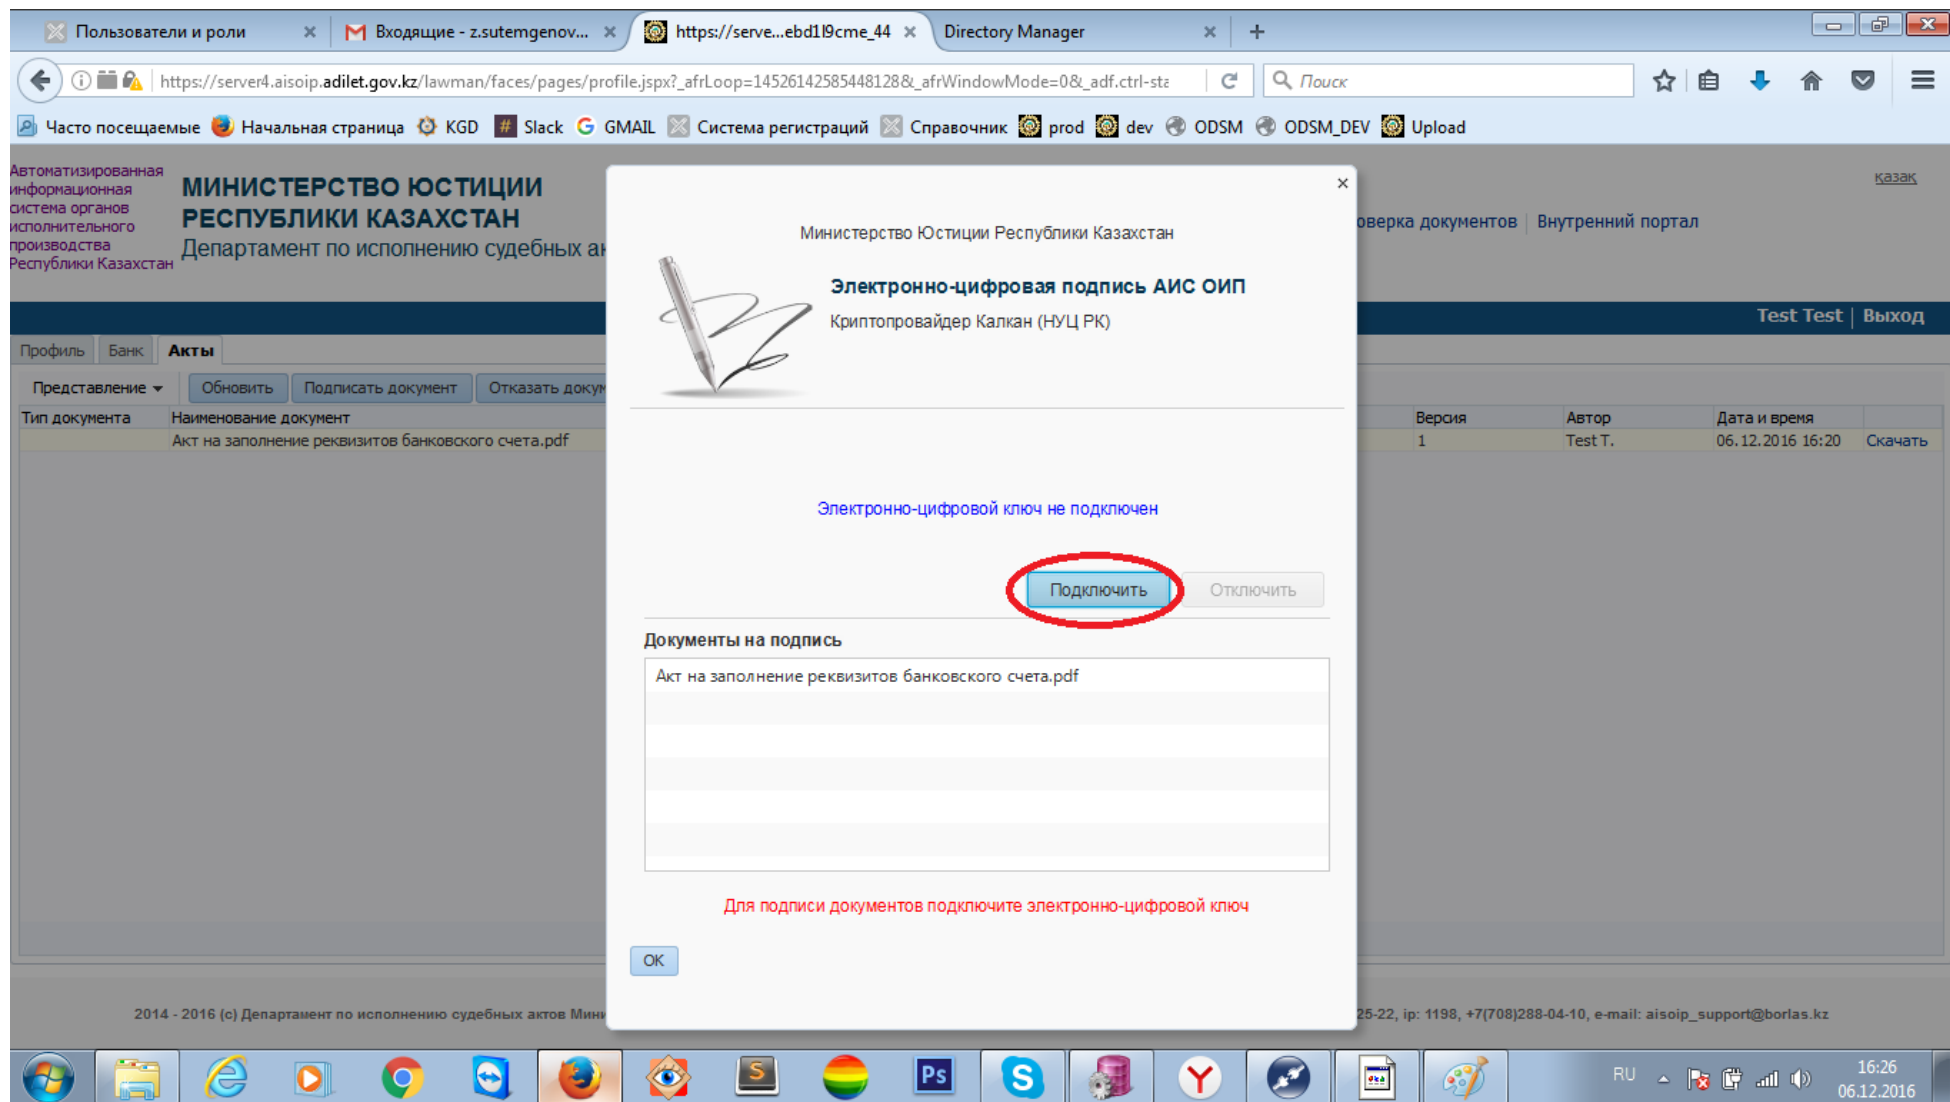 Пользователи и роли
Входящие - z.sutemgenov...
https://serve...ebd1l9cme_44
Directory Manager
https://server4.aisoip.adilet.gov.kz/lawman/faces/pages/profile.jspx?_afrLoop=14526142585448128&_afrWindowMode=0&_adf.ctrl-sta
Поиск
Часто посещаемые
Начальная страница
KGD
# Slack
G GMAIL
Система регистраций
Справочник
prod
dev
ODSM
ODSM_DEV
Upload
Автоматизированная
информационная
система органов
исполнительного
производства
Республики Казахстан
МИНИСТЕРСТВО ЮСТИЦИИ
РЕСПУБЛИКИ КАЗАХСТАН
Департамент по исполнению судебных а
қазақ
оверка документов
Внутренний портал
Test Test | Выход
Профиль
Банк
Акты
Представление
Обновить
Подписать документ
Отказать докум
Тип документа
Наименование документ
Версия
Автор
Дата и время
Акт на заполнение реквизитов банковского счета.pdf
1
Test T.
06.12.2016 16:20
Скачать
Министерство Юстиции Республики Казахстан
Электронно-цифровая подпись АИС ОИП
Криптопровайдер Калкан (НУЦ РК)
Электронно-цифровой ключ не подключен
Подключить
Отключить
Документы на подпись
Акт на заполнение реквизитов банковского счета.pdf
Для подписи документов подключите электронно-цифровой ключ
OK
2014 - 2016 (c) Департамент по исполнению судебных актов Мини
25-22, ip: 1198, +7(708)288-04-10, e-mail: aisoip_support@borlas.kz
S
Ps
S
Y
RU
16:26
06.12.2016